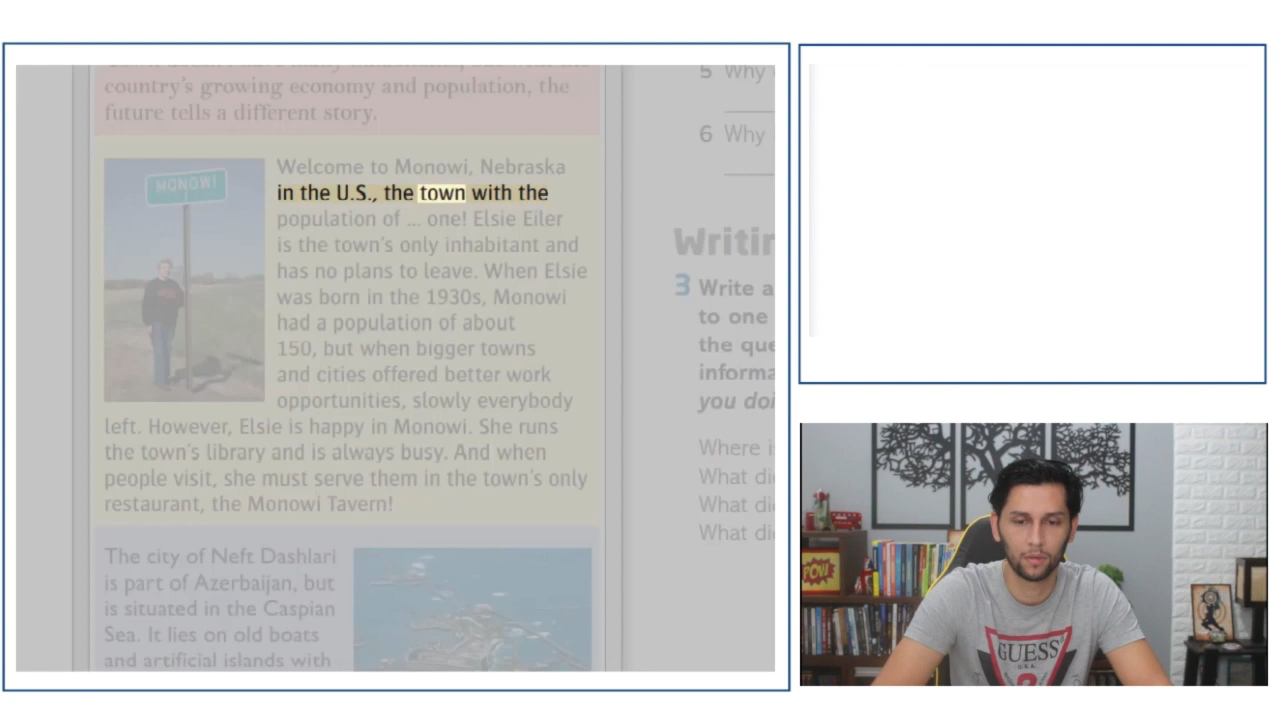 country's growing economy and population, the
future tells a different story.
MONOWI
Welcome to Monowi, Nebraska
in the U.S., the town with the
population of ... one! Elsie Eiler
is the town's only inhabitant and
has no plans to leave. When Elsie
was born in the 1930s, Monowi
had a population of about
150, but when bigger towns
and cities offered better work
opportunities, slowly everybody
left. However, Elsie is happy in Monowi. She runs
the town's library and is always busy. And when
people visit, she must serve them in the town's only
restaurant, the Monowi Tavern!
The city of Neft Dashlari
is part of Azerbaijan, but
is situated in the Caspian
Sea. It lies on old boats
and artificial islands with
5 Why
6 Why
Writin
3 Write a
to one
the que
informa
you doi
Where i
What di
What di
What di
POW!
GUESS
U.S.A.